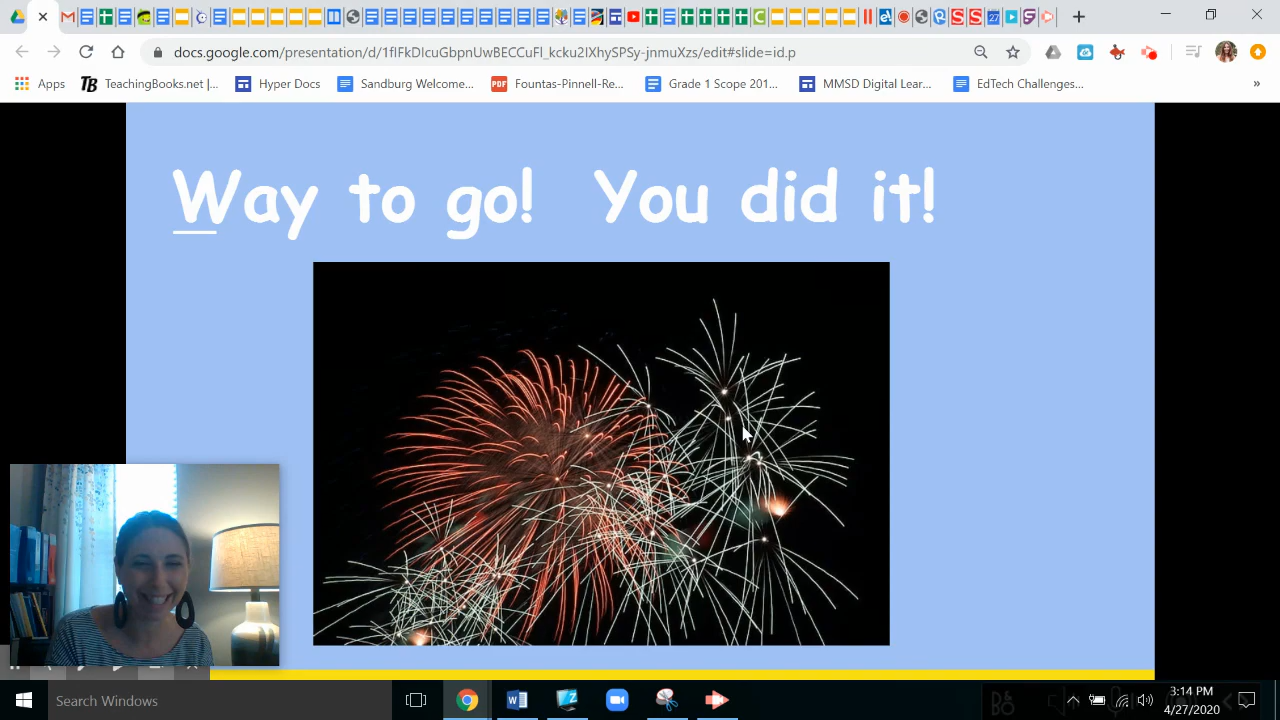 docs.google.com/presentation/d/1flFkDlcuGbpnUwBECCuFl_kcku2IXhySPSy-jnmuXzs/edit#slide=id.p
Apps TeachingBooks.net |... Hyper Docs Sandburg Welcome... PDF Fountas-Pinnell-Re... Grade 1 Scope 201... MMSD Digital Lear... EdTech Challenges... »
Way to go! You did it!
Search Windows
3:14 PM
4/27/2020